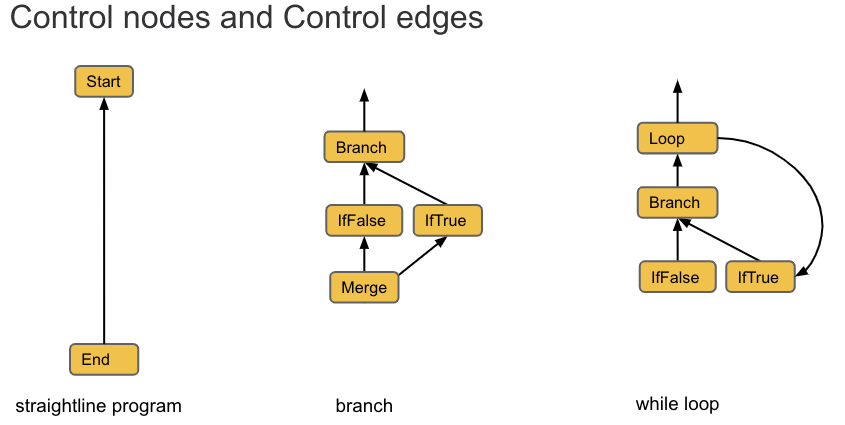 Control nodes and Control edges
Start
End
straightline program
Branch
IfFalse
IfTrue
Merge
branch
Loop
Branch
IfFalse
IfTrue
while loop